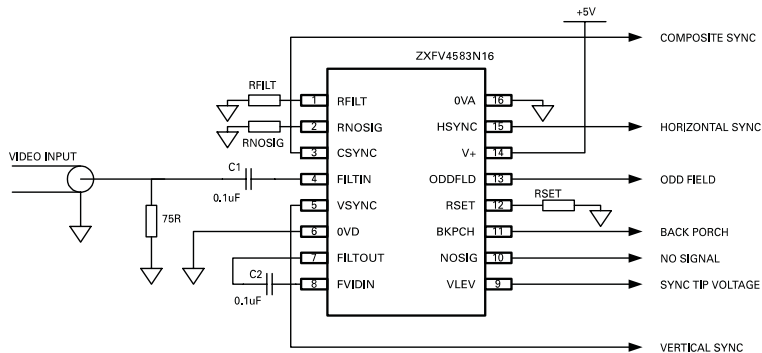 +5V
COMPOSITE SYNC
ZXFV4583N16
RFILT
1 RFILT 0VA 16
2 RNOSIG HSYNC 15 HORIZONTAL SYNC
RNOSIG
3 CSYNC V+ 14
VIDEO INPUT
C1
4 FILTIN ODDFLD 13 ODD FIELD
0.1uF
RSET
5 VSYNC RSET 12
75R
6 0VD BKPCH 11 BACK PORCH
7 FILTOUT NOSIG 10 NO SIGNAL
C2
8 FVIDIN VLEV 9 SYNC TIP VOLTAGE
0.1uF
VERTICAL SYNC